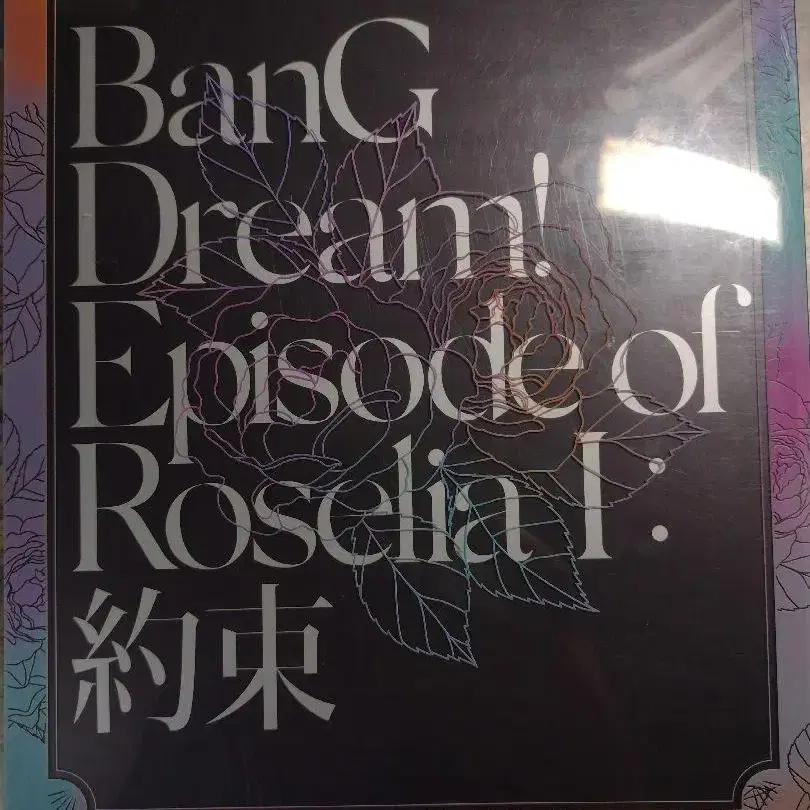 BanG
Dream!
Episode of
Roselia I :
約束